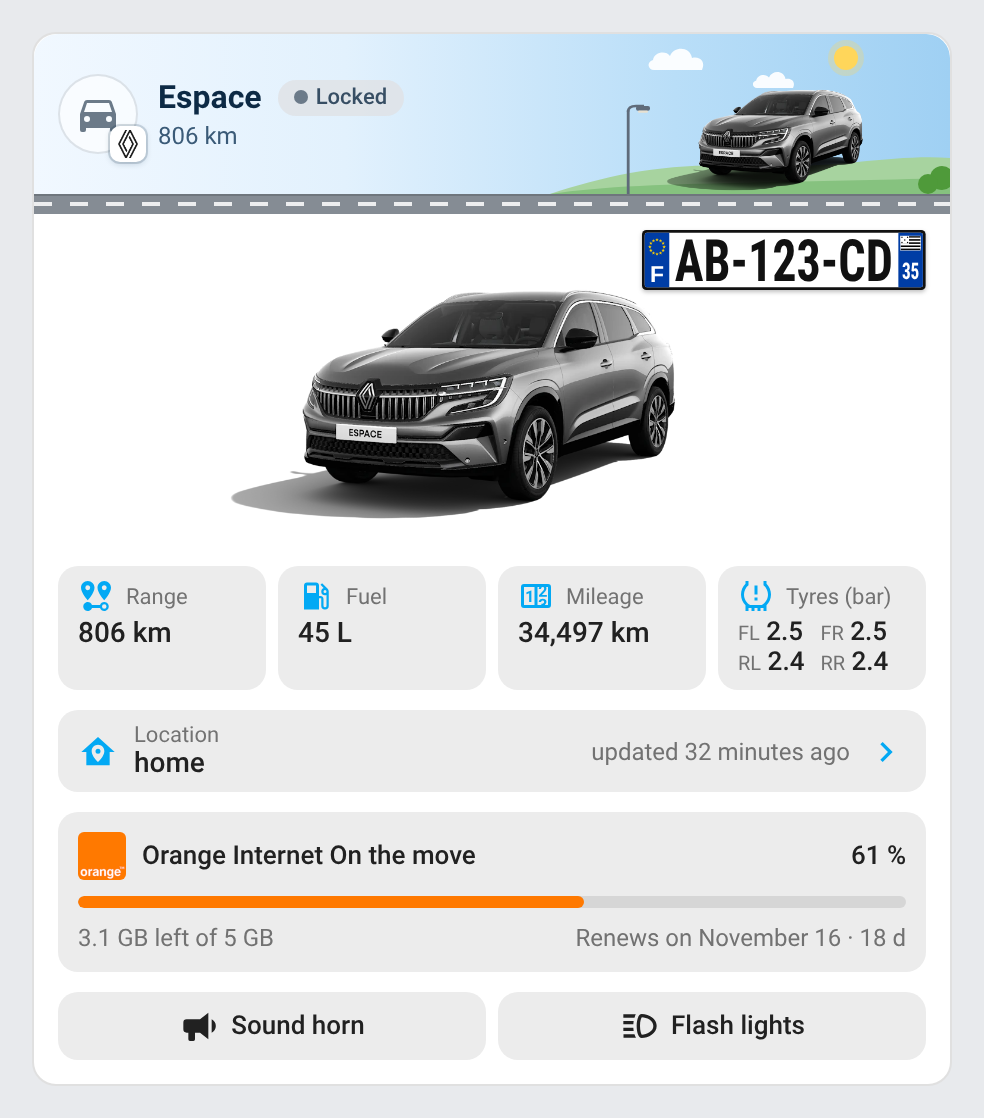 Espace
Locked
806 km
F
AB-123-CD
35
ESPACE
ESPACE
Range
806 km
Fuel
45 L
Mileage
34,497 km
Tyres (bar)
FL 2.5 FR 2.5
RL 2.4 RR 2.4
Location
home
updated 32 minutes ago
orange™
Orange Internet On the move
61 %
3.1 GB left of 5 GB
Renews on November 16 · 18 d
Sound horn
Flash lights